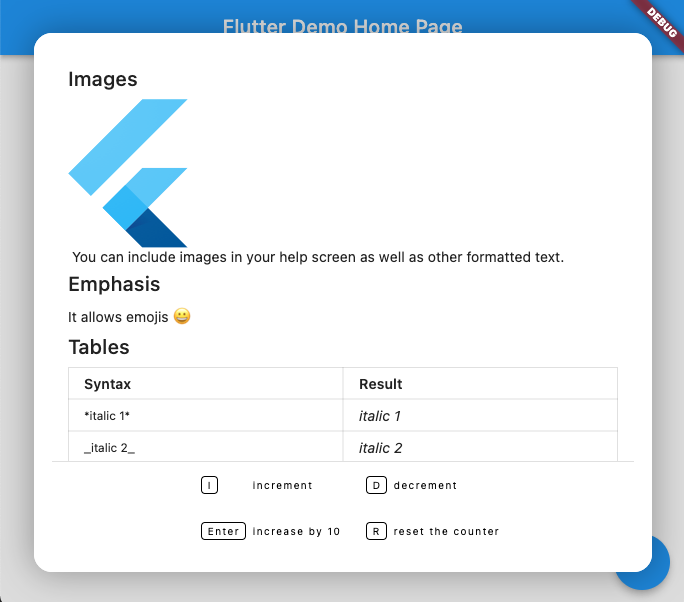 Flutter Demo Home Page
DEBUG
Images
You can include images in your help screen as well as other formatted text.
Emphasis
It allows emojis 😀
Tables
Syntax Result
*italic 1* italic 1
_italic 2_ italic 2
I increment D decrement
Enter increase by 10 R reset the counter